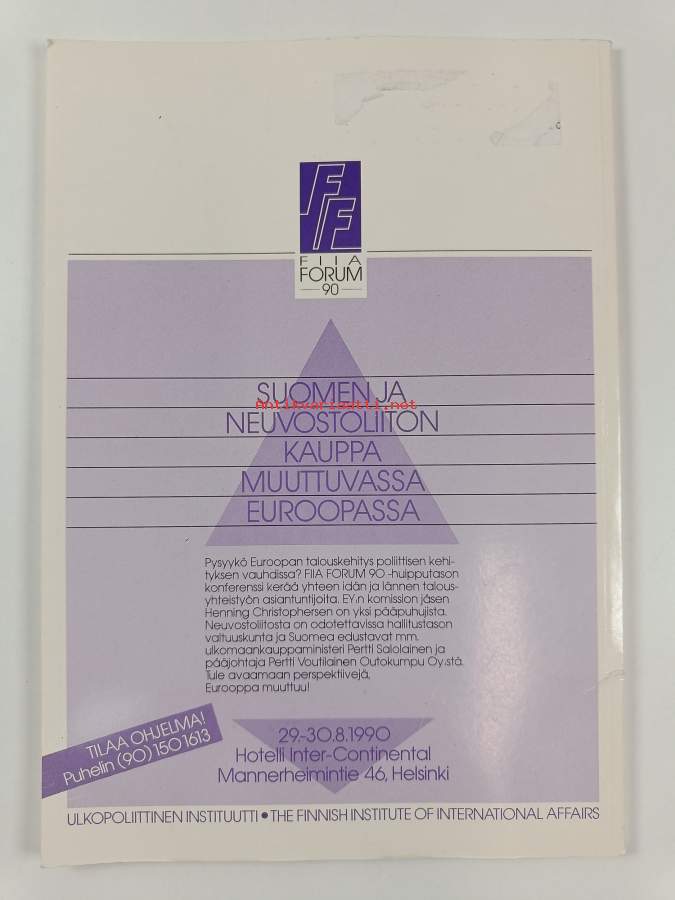 FF
FIIA
FORUM
90
SUOMEN JA
Antikvariaatti.net
NEUVOSTOLIITON
KAUPPA
MUUTTUVASSA
EUROOPASSA
Pysyykö Euroopan talouskehitys poliittisen kehi-
tyksen vauhdissa? FIIA FORUM 90 -huipputason
konferenssi kerää yhteen idän ja lännen talous-
yhteistyön asiantuntijoita. EY:n komission jäsen
Henning Christophersen on yksi pääpuhujista.
Neuvostoliitosta on odotettavissa hallitustason
valtuuskunta ja Suomea edustavat mm.
ulkomaankauppaministeri Pertti Salolainen ja
pääjohtaja Pertti Voutilainen Outokumpu Oy:stä.
Tule avaamaan perspektiivejä,
Eurooppa muuttuu!
TILAA OHJELMA!
Puhelin (90) 150 1613
29.-30.8.1990
Hotelli Inter-Continental
Mannerheimintie 46, Helsinki
ULKOPOLIITTINEN INSTITUUTTI • THE FINNISH INSTITUTE OF INTERNATIONAL AFFAIRS